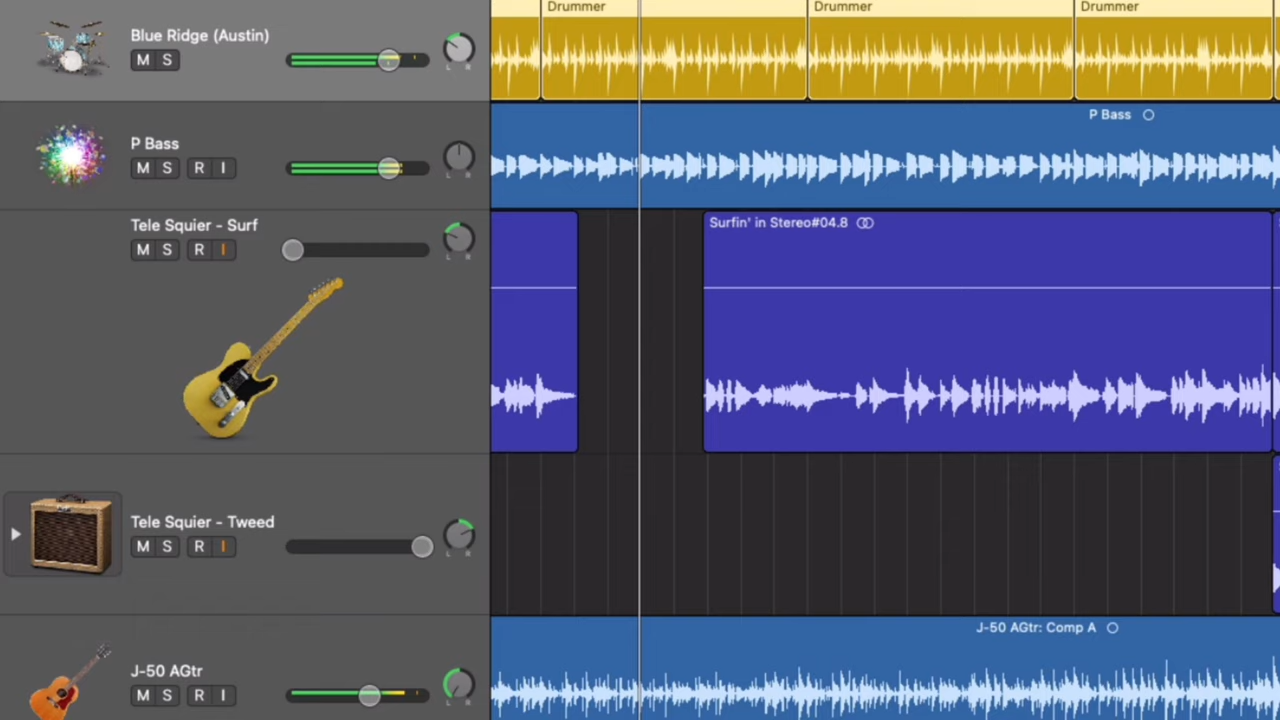 Drummer Drummer Drummer
Blue Ridge (Austin)
M S
L R
P Bass
P Bass
M S R I
L R
Tele Squier - Surf
Surfin' in Stereo#04.8
M S R I
L R
Tele Squier - Tweed
M S R I
L R
J-50 AGtr: Comp A
J-50 AGtr
M S R I
L R